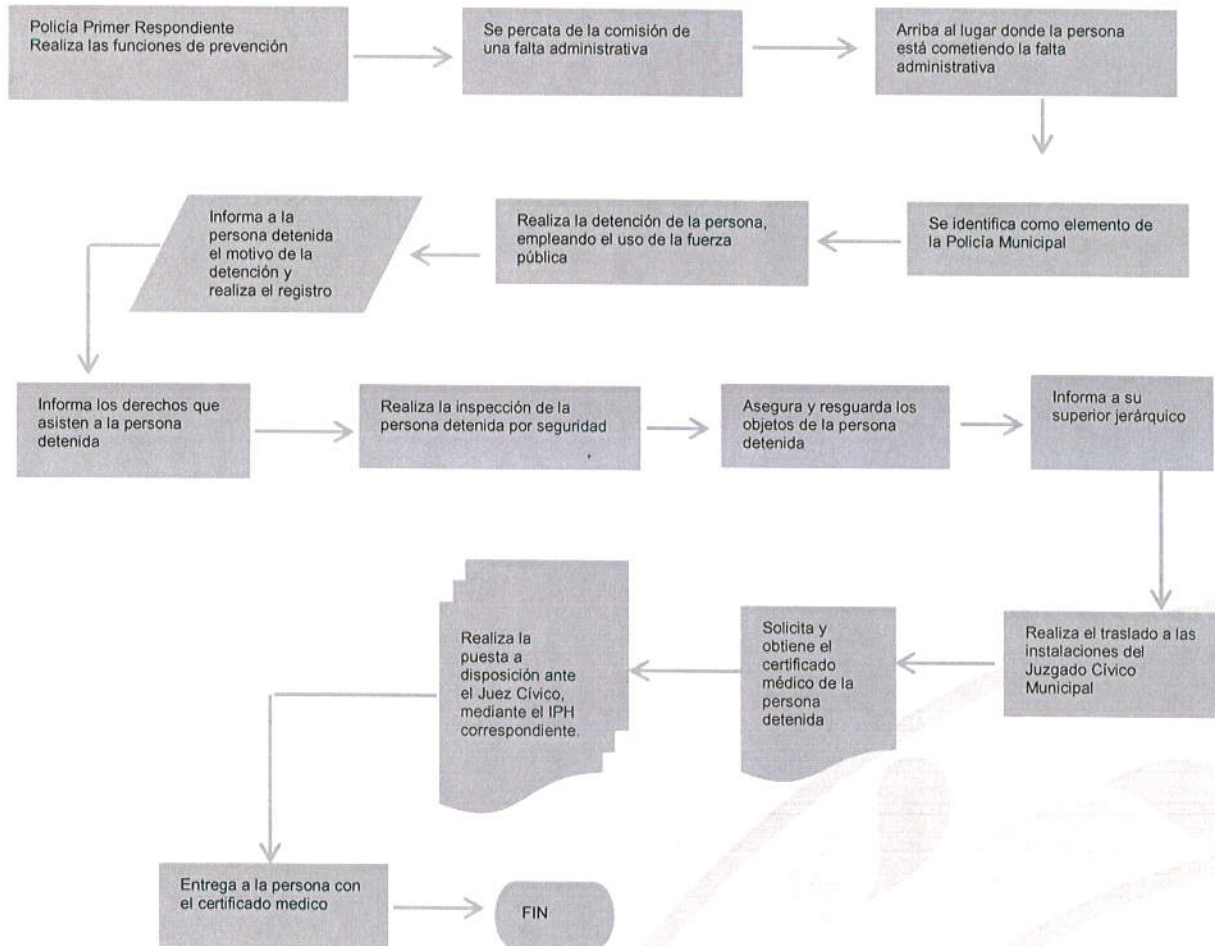 Policía Primer Respondiente
Realiza las funciones de prevención
Se percata de la comisión de
una falta administrativa
Arriba al lugar donde la persona
está cometiendo la falta
administrativa
Se identifica como elemento de
la Policía Municipal
Realiza la detención de la persona,
empleando el uso de la fuerza
pública
Informa a la
persona detenida
el motivo de la
detención y
realiza el registro
Informa los derechos que
asisten a la persona
detenida
Realiza la inspección de la
persona detenida por seguridad
Asegura y resguarda los
objetos de la persona
detenida
Informa a su
superior jerárquico
Realiza el traslado a las
instalaciones del
Juzgado Cívico
Municipal
Solicita y
obtiene el
certificado
médico de la
persona
detenida
Realiza la
puesta a
disposición ante
el Juez Cívico,
mediante el IPH
correspondiente.
Entrega a la persona con
el certificado medico
FIN